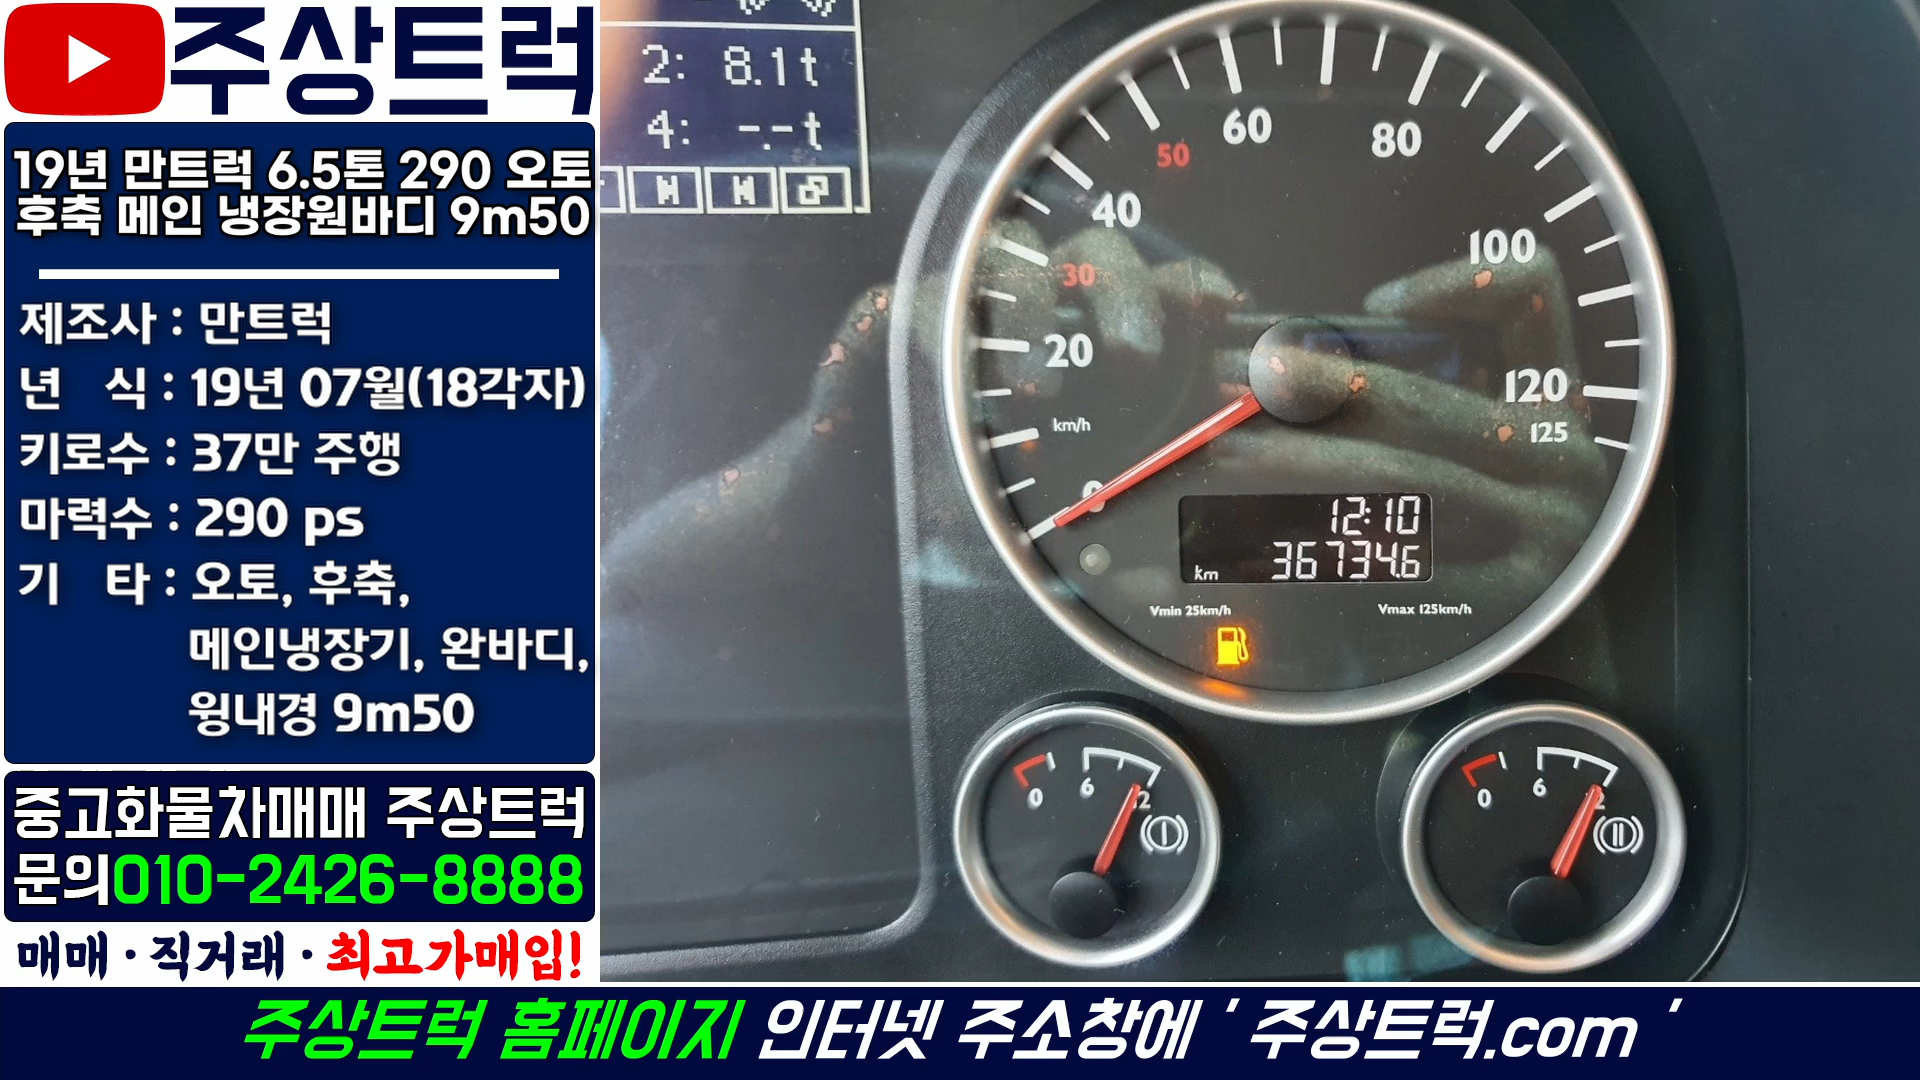 주상트럭
19년 만트럭 6.5톤 290 오토
후축 메인 냉장원바디 9m50
제조사 : 만트럭
년 식 : 19년 07월(18각자)
키로수 : 37만 주행
마력수 : 290 ps
기 타 : 오토, 후축,
메인냉장기, 완바디,
윙내경 9m50
중고화물차매매 주상트럭
문의010-2426-8888
매매 · 직거래 · 최고가매입!
2: 8.1t
4: -.-t
0
20
30
40
50
60
80
100
120
125
km/h
12:10
km 36734.6
Vmin 25km/h
Vmax 125km/h
0 6 12
0 6 12
주상트럭 홈페이지 인터넷 주소창에 ' 주상트럭.com '